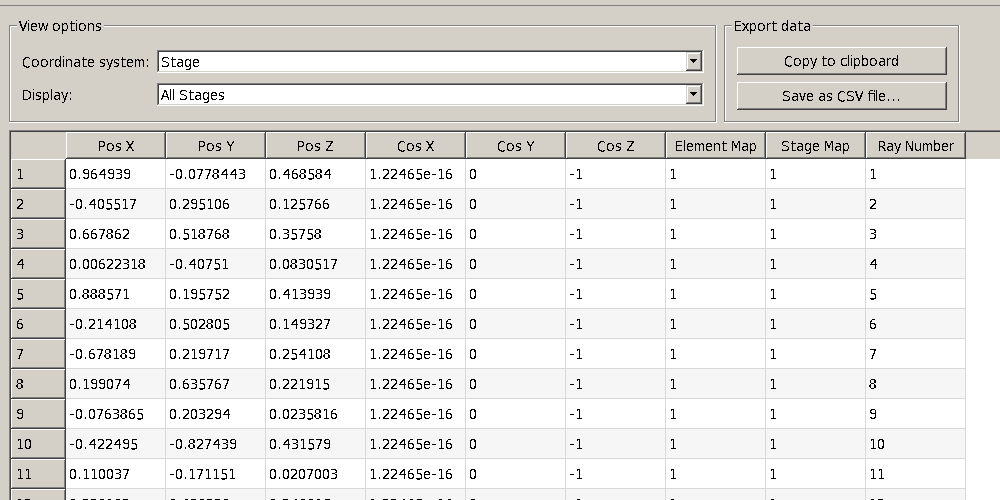 View options
Export data
Coordinate system: Stage
Copy to clipboard
Display: All Stages
Save as CSV file...
Pos X Pos Y Pos Z Cos X Cos Y Cos Z Element Map Stage Map Ray Number
1 0.964939 -0.0778443 0.468584 1.22465e-16 0 -1 1 1 1
2 -0.405517 0.295106 0.125766 1.22465e-16 0 -1 1 1 2
3 0.667862 0.518768 0.35758 1.22465e-16 0 -1 1 1 3
4 0.00622318 -0.40751 0.0830517 1.22465e-16 0 -1 1 1 4
5 0.888571 0.195752 0.413939 1.22465e-16 0 -1 1 1 5
6 -0.214108 0.502805 0.149327 1.22465e-16 0 -1 1 1 6
7 -0.678189 0.219717 0.254108 1.22465e-16 0 -1 1 1 7
8 0.199074 0.635767 0.221915 1.22465e-16 0 -1 1 1 8
9 -0.0763865 0.203294 0.0235816 1.22465e-16 0 -1 1 1 9
10 -0.422495 -0.827439 0.431579 1.22465e-16 0 -1 1 1 10
11 0.110037 -0.171151 0.0207003 1.22465e-16 0 -1 1 1 11